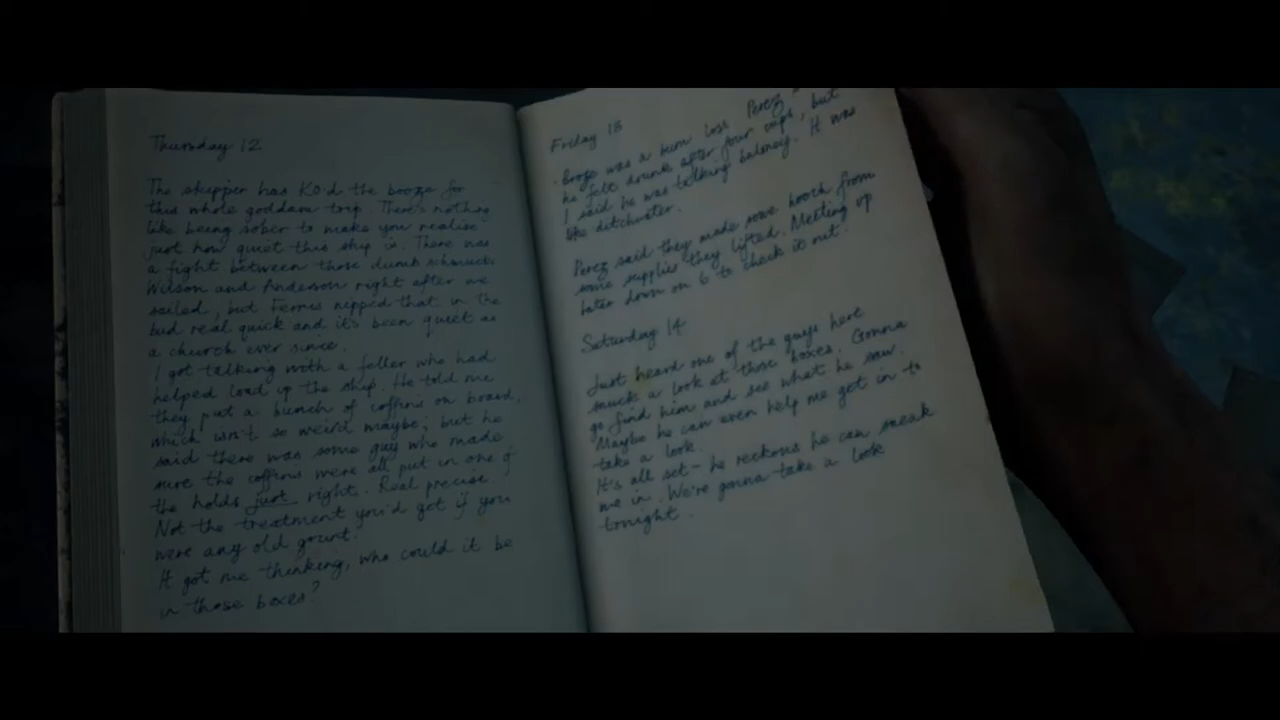 Thursday 12
The skipper has KO'd the booze for
this whole goddam trip. There's nothing
like being sober to make you realise
just how quiet this ship is. There was
a fight between those dumb schmucks
Wilson and Anderson right after we
sailed, but Ferris nipped that in the
bud real quick and it's been quiet as
a church ever since.
I got talking with a feller who had
helped load up the ship. He told me
they put a bunch of coffins on board,
which isn't so weird maybe; but he
said there was some guy who made
sure the coffins were all put in one of
the holds just right. Real precise.
Not the treatment you'd get if you
were any old grunt.
It got me thinking, who could it be
in those boxes?
Friday 13
Booze was a bum loss. Perez
he felt drunk after four cups, but
I said he was talking baloney. It was
like ditchwater.
Perez said they made some hooch from
some supplies they lifted. Meeting up
later down on 6 to check it out.
Saturday 14
Just heard one of the guys here
snuck a look at those boxes. Gonna
go find him and see what he saw.
Maybe he can even help me get in to
take a look.
It's all set - he reckons he can sneak
me in. We're gonna take a look
tonight.